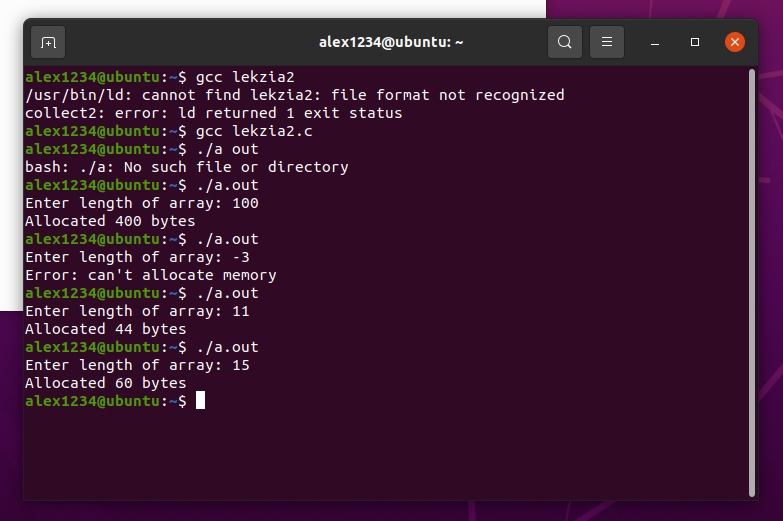 alex1234@ubuntu: ~
alex1234@ubuntu:~$ gcc lekzia2
/usr/bin/ld: cannot find lekzia2: file format not recognized
collect2: error: ld returned 1 exit status
alex1234@ubuntu:~$ gcc lekzia2.c
alex1234@ubuntu:~$ ./a out
bash: ./a: No such file or directory
alex1234@ubuntu:~$ ./a.out
Enter length of array: 100
Allocated 400 bytes
alex1234@ubuntu:~$ ./a.out
Enter length of array: -3
Error: can't allocate memory
alex1234@ubuntu:~$ ./a.out
Enter length of array: 11
Allocated 44 bytes
alex1234@ubuntu:~$ ./a.out
Enter length of array: 15
Allocated 60 bytes
alex1234@ubuntu:~$